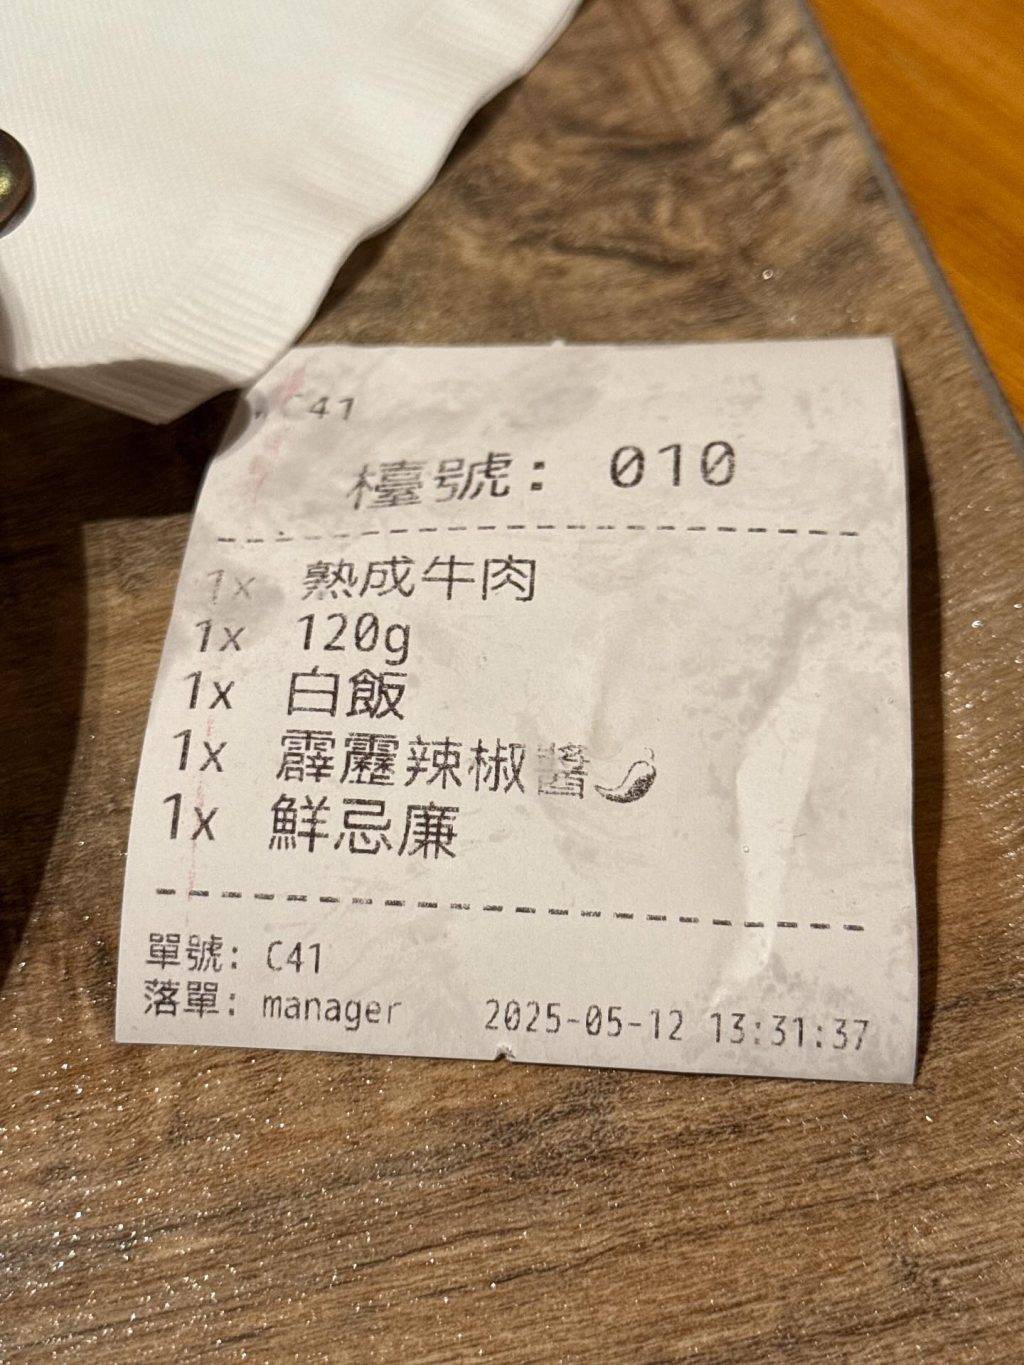 C41
檯號: 010
1x 熟成牛肉
1x 120g
1x 白飯
1x 霹靂辣椒醬🌶
1x 鮮忌廉
單號: C41
落單: manager 2025-05-12 13:31:37